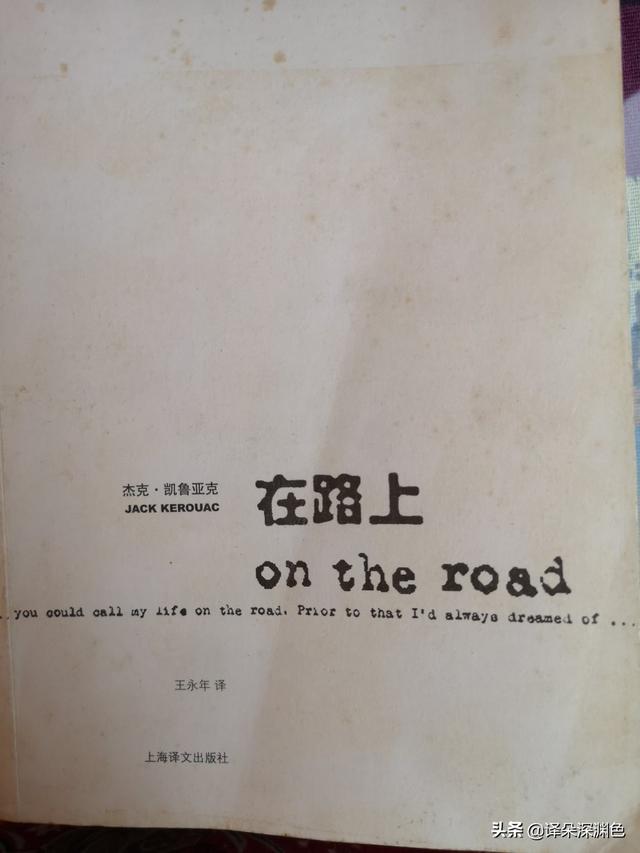 杰克·凯鲁亚克
JACK KEROUAC
在路上
on the road
..you could call my life on the road. Prior to that I'd always dreamed of ...
王永年 译
上海译文出版社
头条 @译朵深渊色